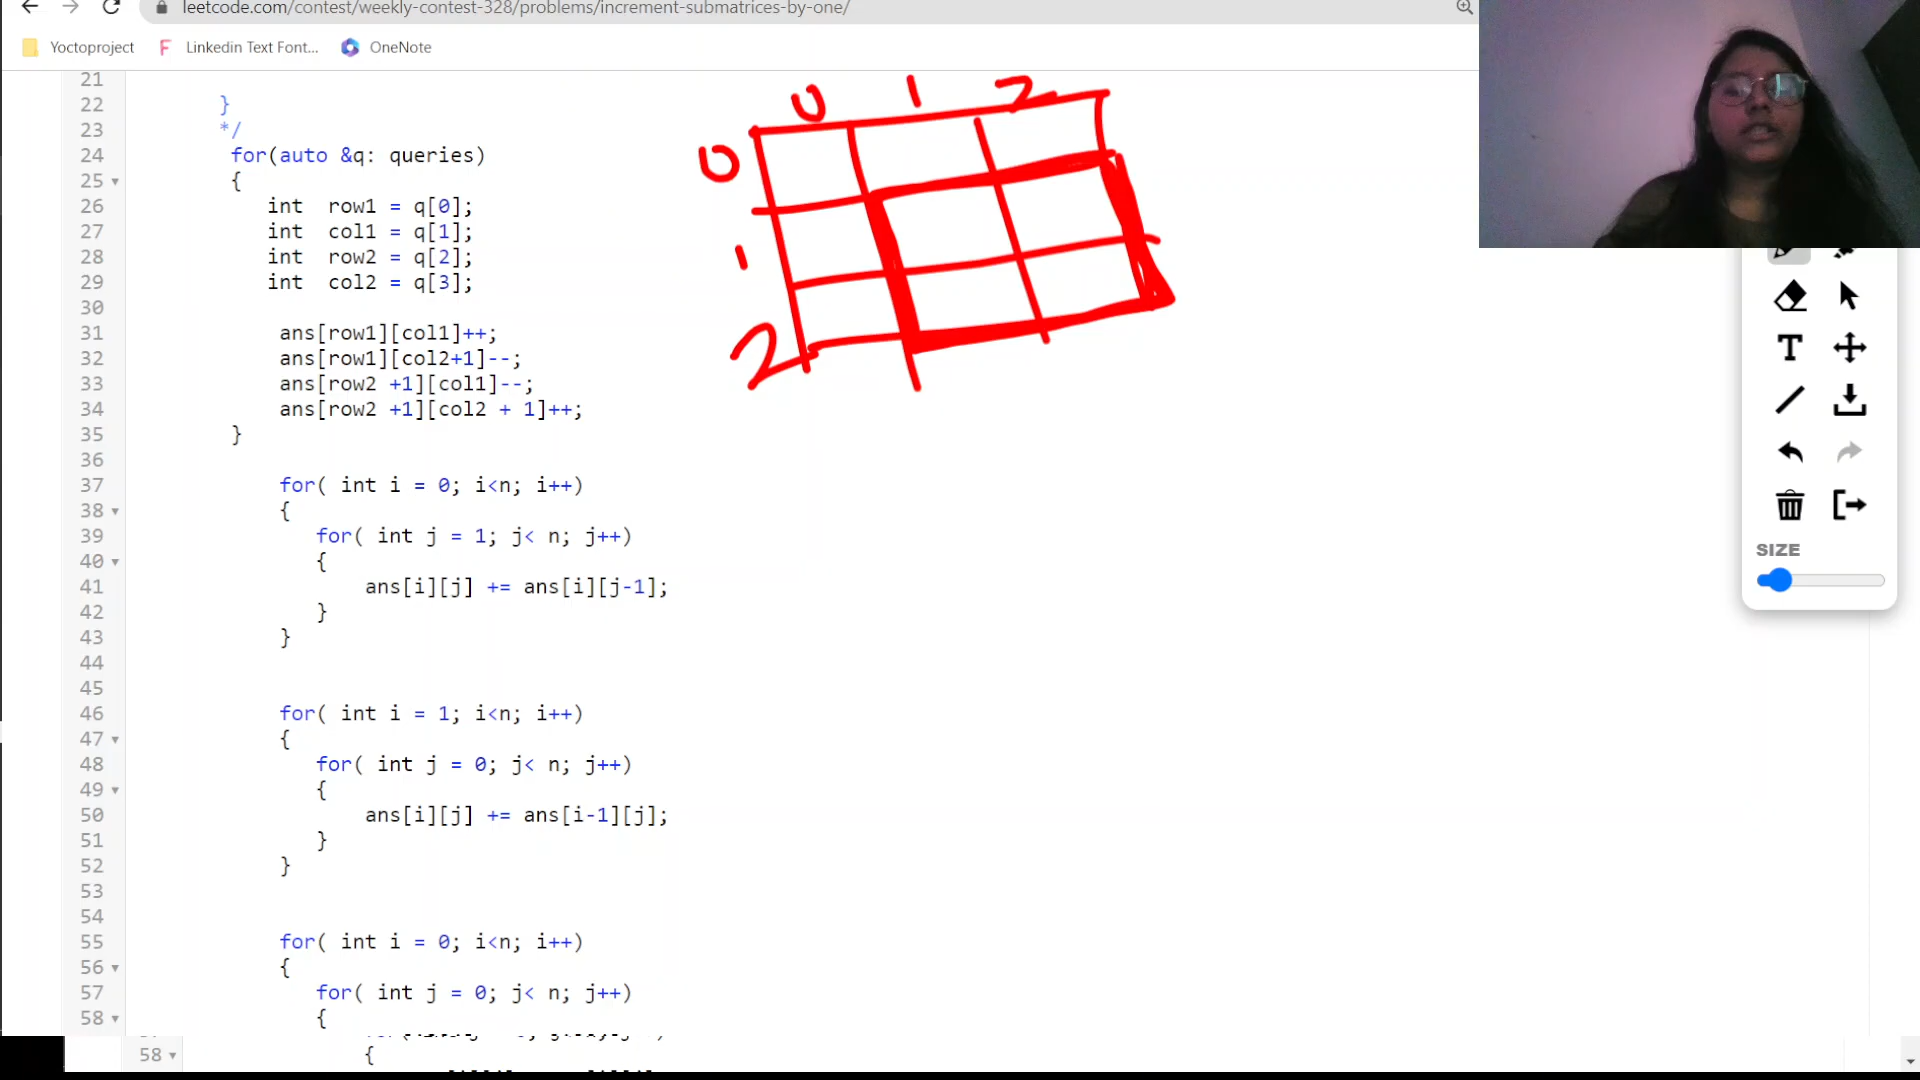 leetcode.com/contest/weekly-contest-328/problems/increment-submatrices-by-one/
Yoctoproject Linkedin Text Font... OneNote
21
22 }
23 */
24 for(auto &q: queries)
25 {
26 int row1 = q[0];
27 int col1 = q[1];
28 int row2 = q[2];
29 int col2 = q[3];
30
31 ans[row1][col1]++;
32 ans[row1][col2+1]--;
33 ans[row2 +1][col1]--;
34 ans[row2 +1][col2 + 1]++;
35 }
36
37 for( int i = 0; i<n; i++)
38 {
39 for( int j = 1; j< n; j++)
40 {
41 ans[i][j] += ans[i][j-1];
42 }
43 }
44
45
46 for( int i = 1; i<n; i++)
47 {
48 for( int j = 0; j< n; j++)
49 {
50 ans[i][j] += ans[i-1][j];
51 }
52 }
53
54
55 for( int i = 0; i<n; i++)
56 {
57 for( int j = 0; j< n; j++)
58 {
58 {
0 1 2
0
1
2
SIZE